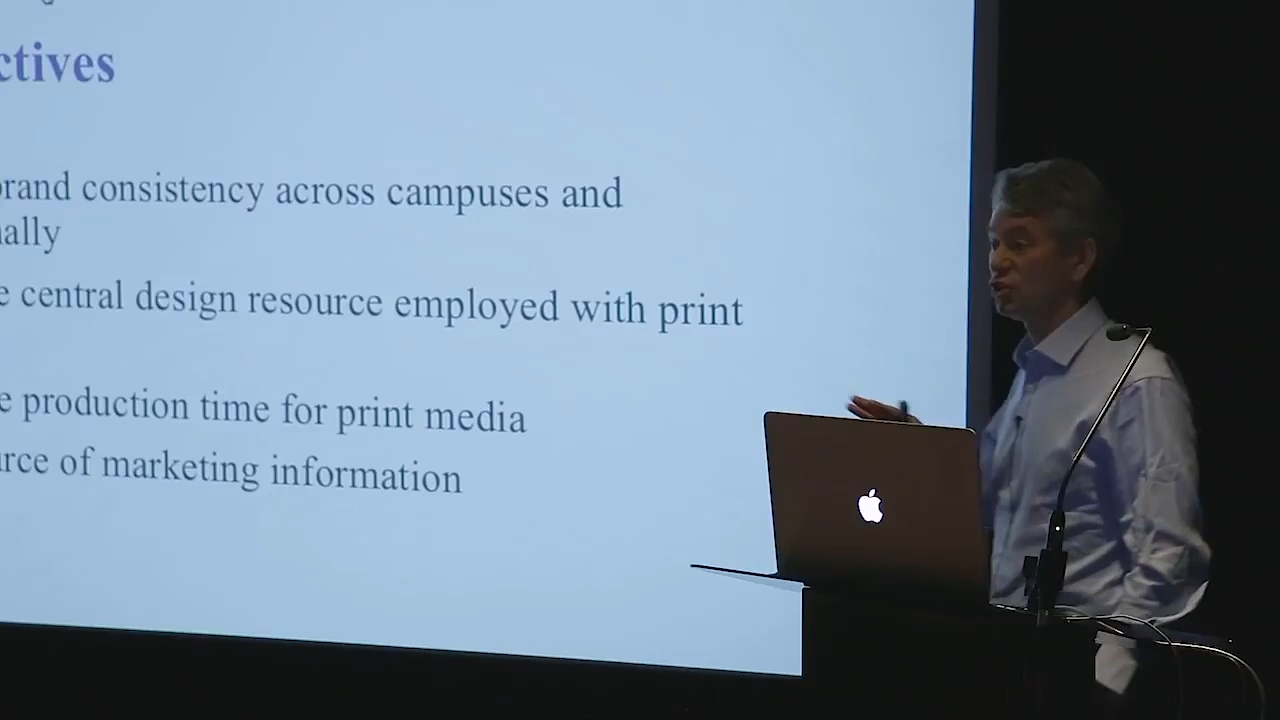 ctives
brand consistency across campuses and
nally
e central design resource employed with print
e production time for print media
urce of marketing information